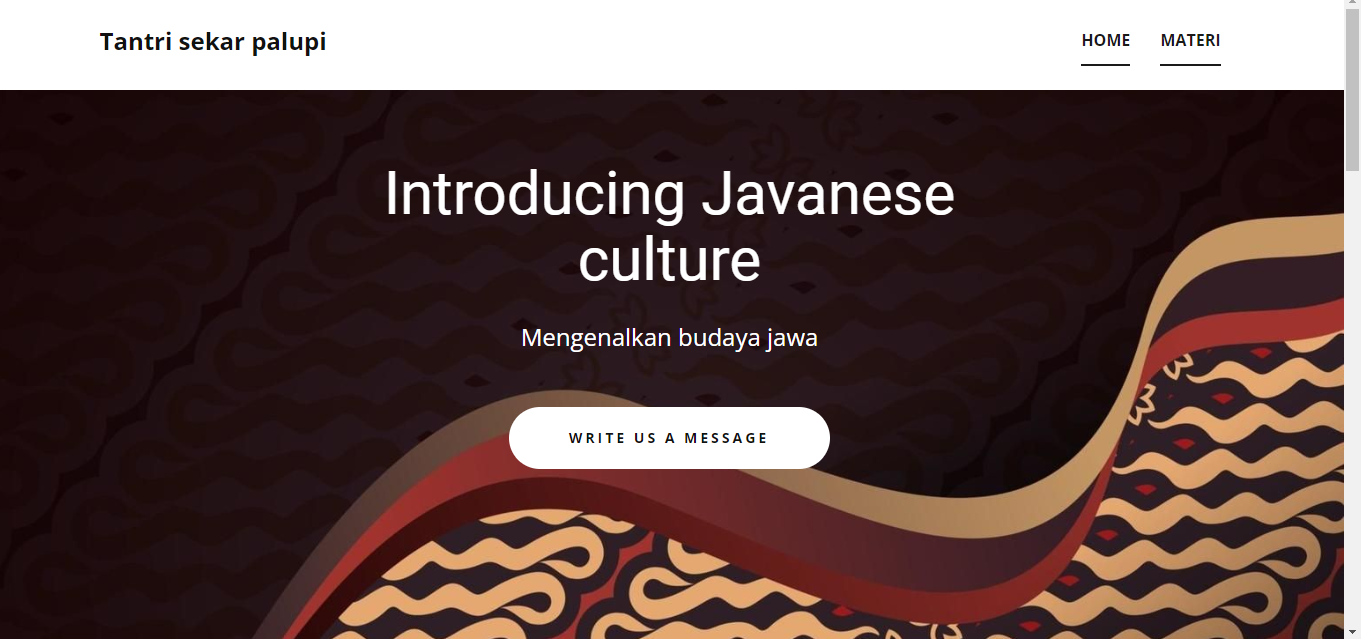 Tantri sekar palupi
HOME MATERI
Introducing Javanese
culture
Mengenalkan budaya jawa
WRITE US A MESSAGE